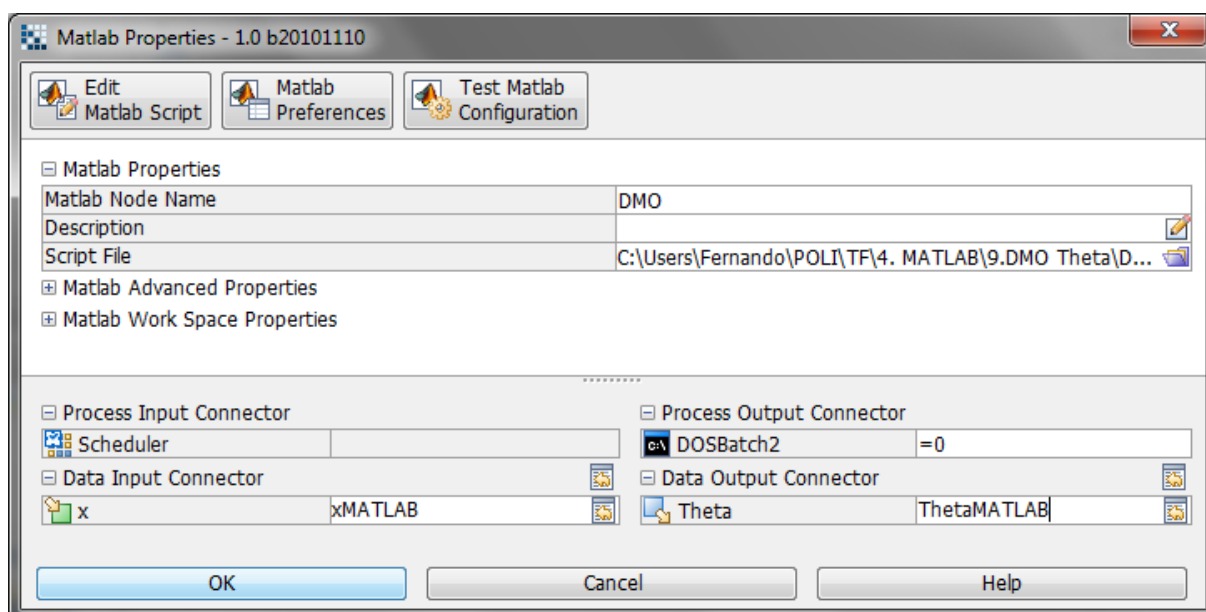 Matlab Properties - 1.0 b20101110
Edit Matlab Script
Matlab Preferences
Test Matlab Configuration
Matlab Properties
Matlab Node Name DMO
Description
Script File C:\Users\Fernando\POLI\TF\4. MATLAB\9.DMO Theta\D...
Matlab Advanced Properties
Matlab Work Space Properties
Process Input Connector Process Output Connector
Scheduler C:\ DOSBatch2 =0
Data Input Connector Data Output Connector
x xMATLAB Theta ThetaMATLAB
OK Cancel Help